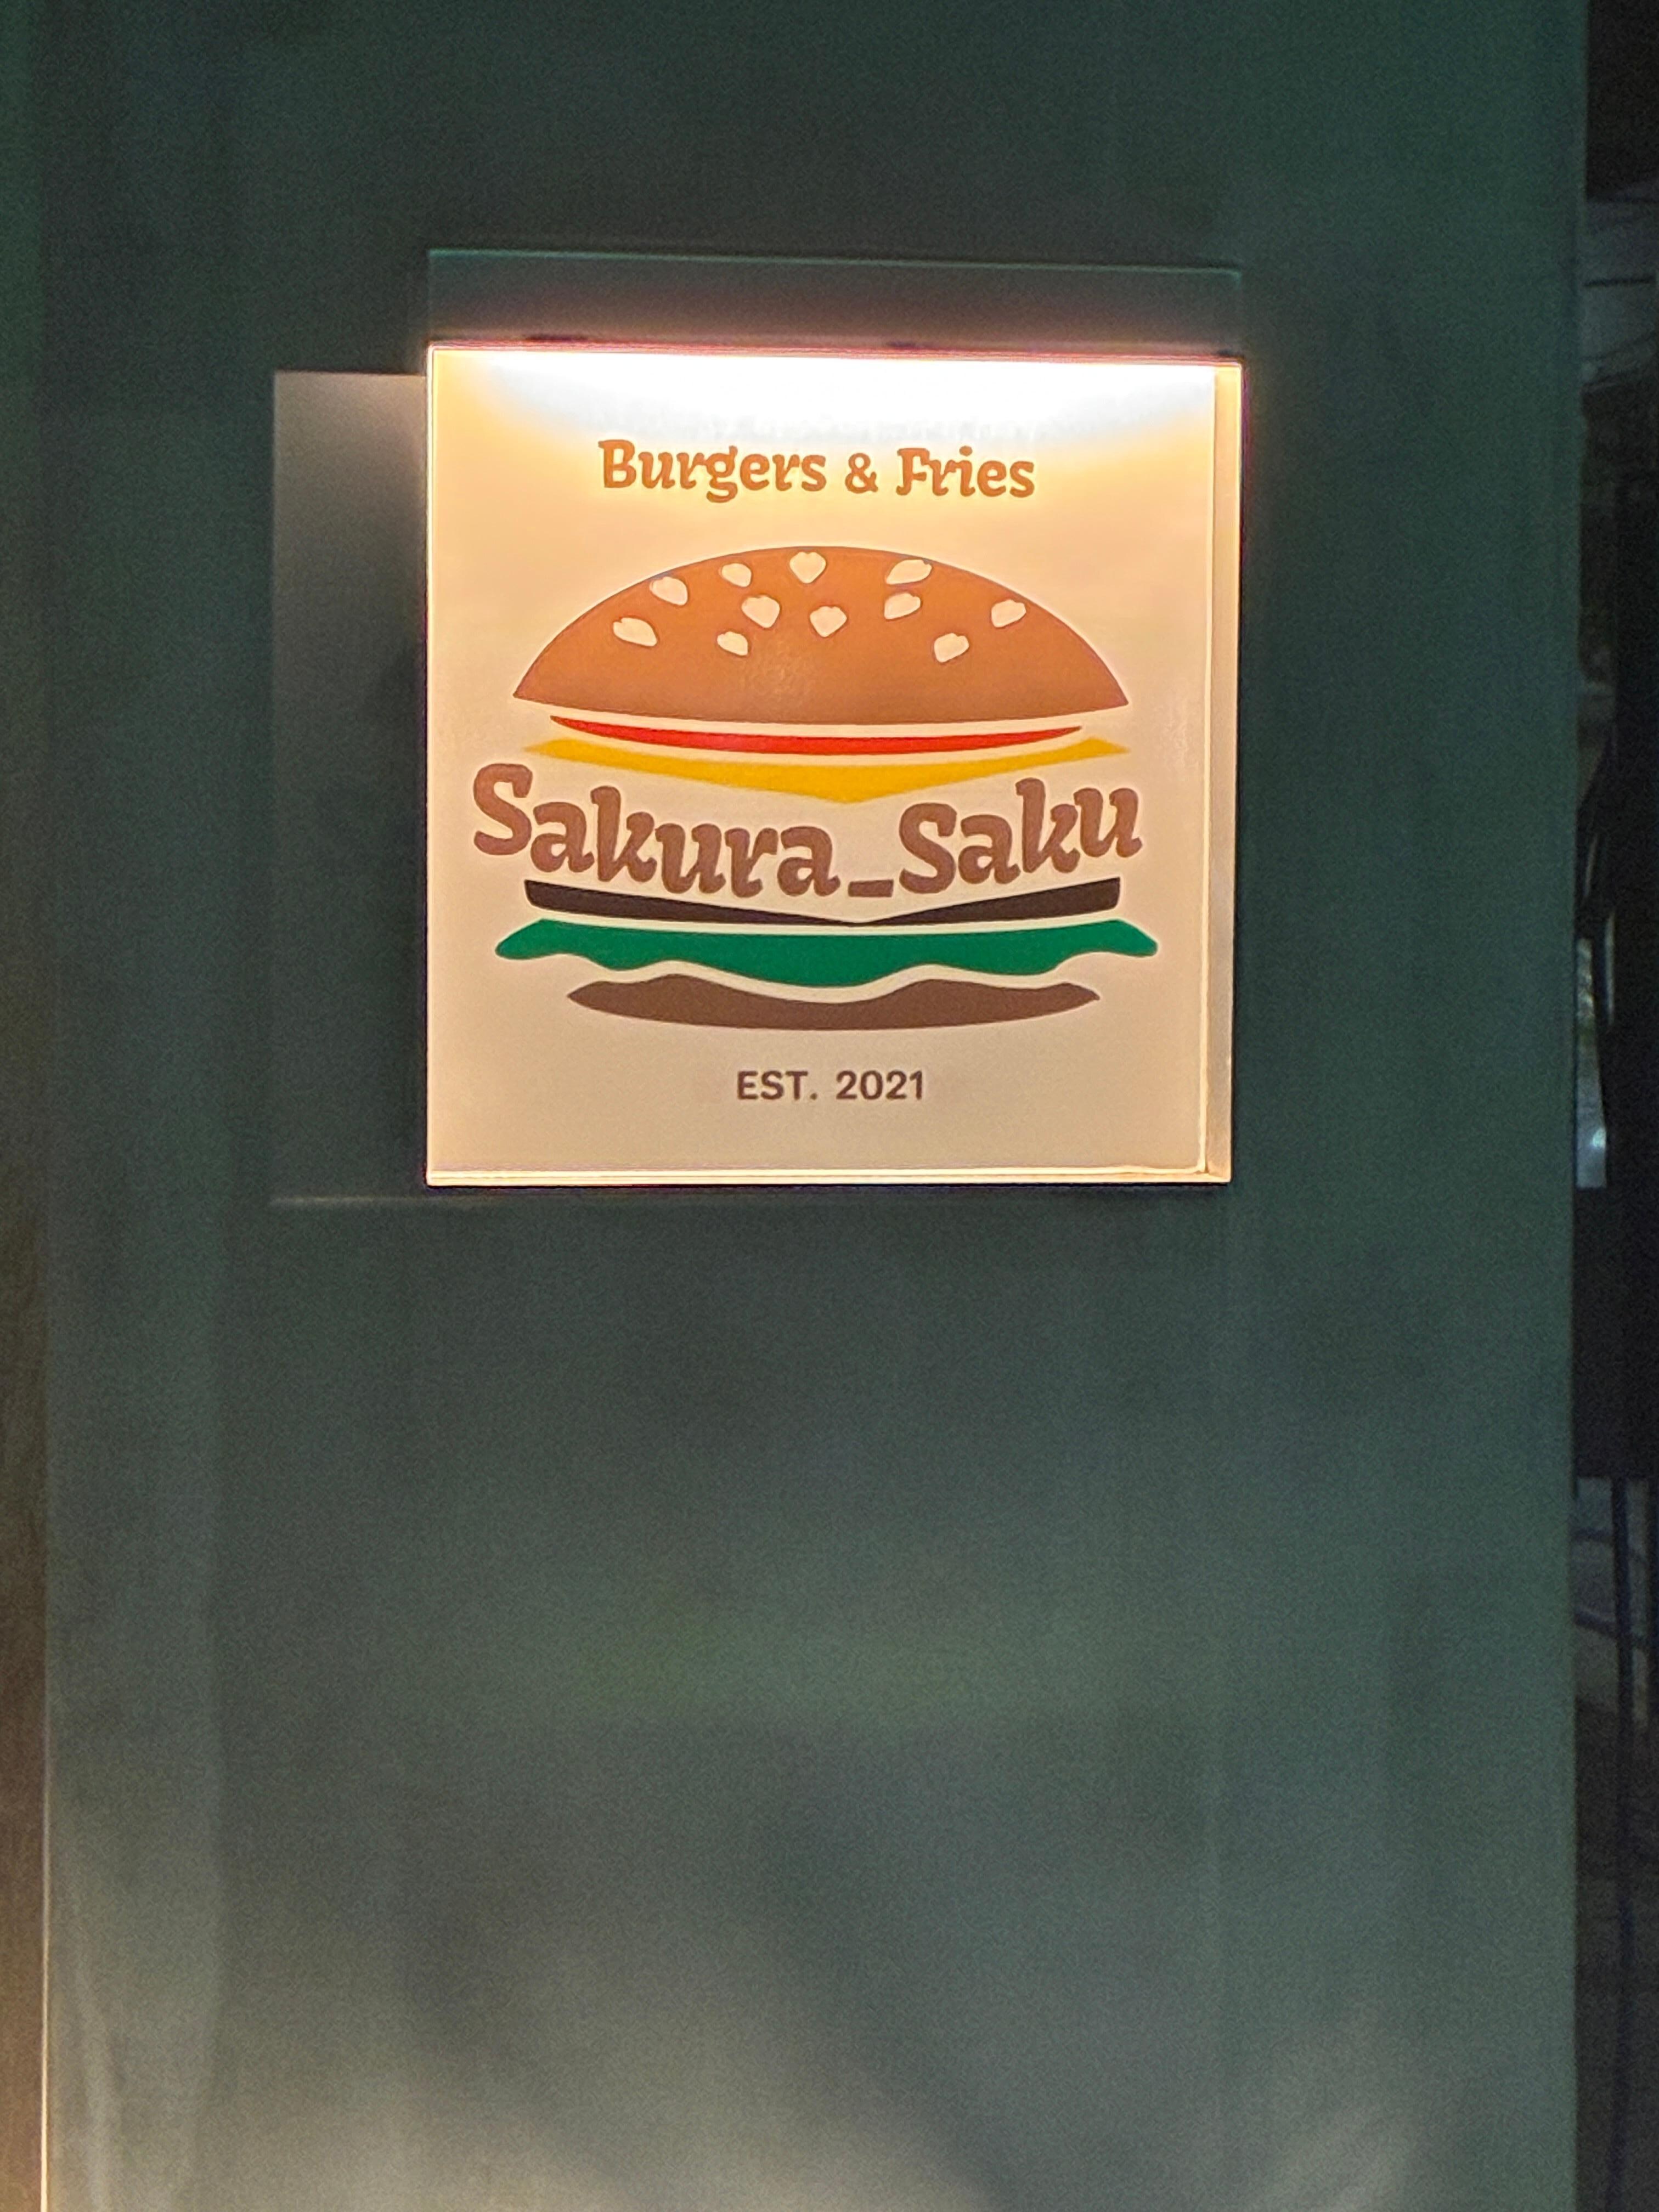 Burgers & Fries
Sakura_Saku
EST. 2021